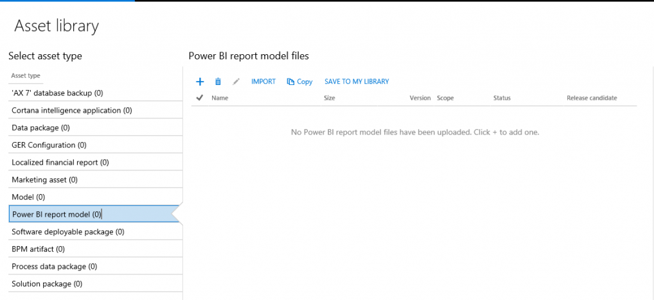 Asset library
Select asset type
Asset type
'AX 7' database backup (0)
Cortana intelligence application (0)
Data package (0)
GER Configuration (0)
Localized financial report (0)
Marketing asset (0)
Model (0)
Power BI report model (0)
Software deployable package (0)
BPM artifact (0)
Process data package (0)
Solution package (0)
Power BI report model files
IMPORT Copy SAVE TO MY LIBRARY
Name Size Version Scope Status Release candidate
No Power BI report model files have been uploaded. Click + to add one.